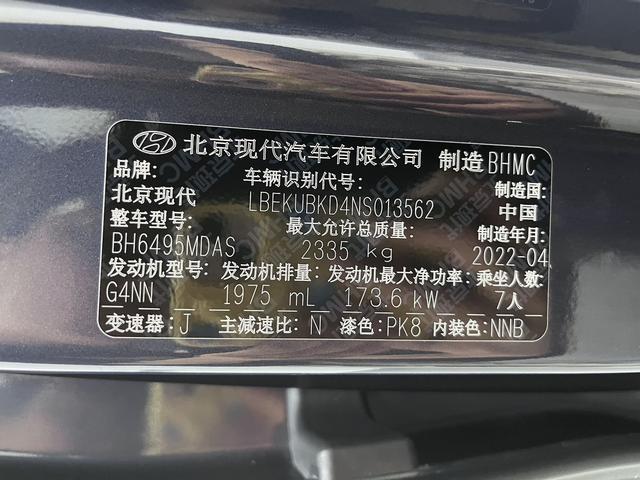 北京现代汽车有限公司 制造 BHMC
品牌: 车辆识别代号: 制造国:
北京现代 LBEKUBKD4NS013562 中国
整车型号: 最大允许总质量: 制造年月:
BH6495MDAS 2335 kg 2022-04
发动机型号: 发动机排量: 发动机最大净功率: 乘坐人数:
G4NN 1975 mL 173.6 kW 7人
变速器: J 主减速比: N 漆色: PK8 内装色: NNB